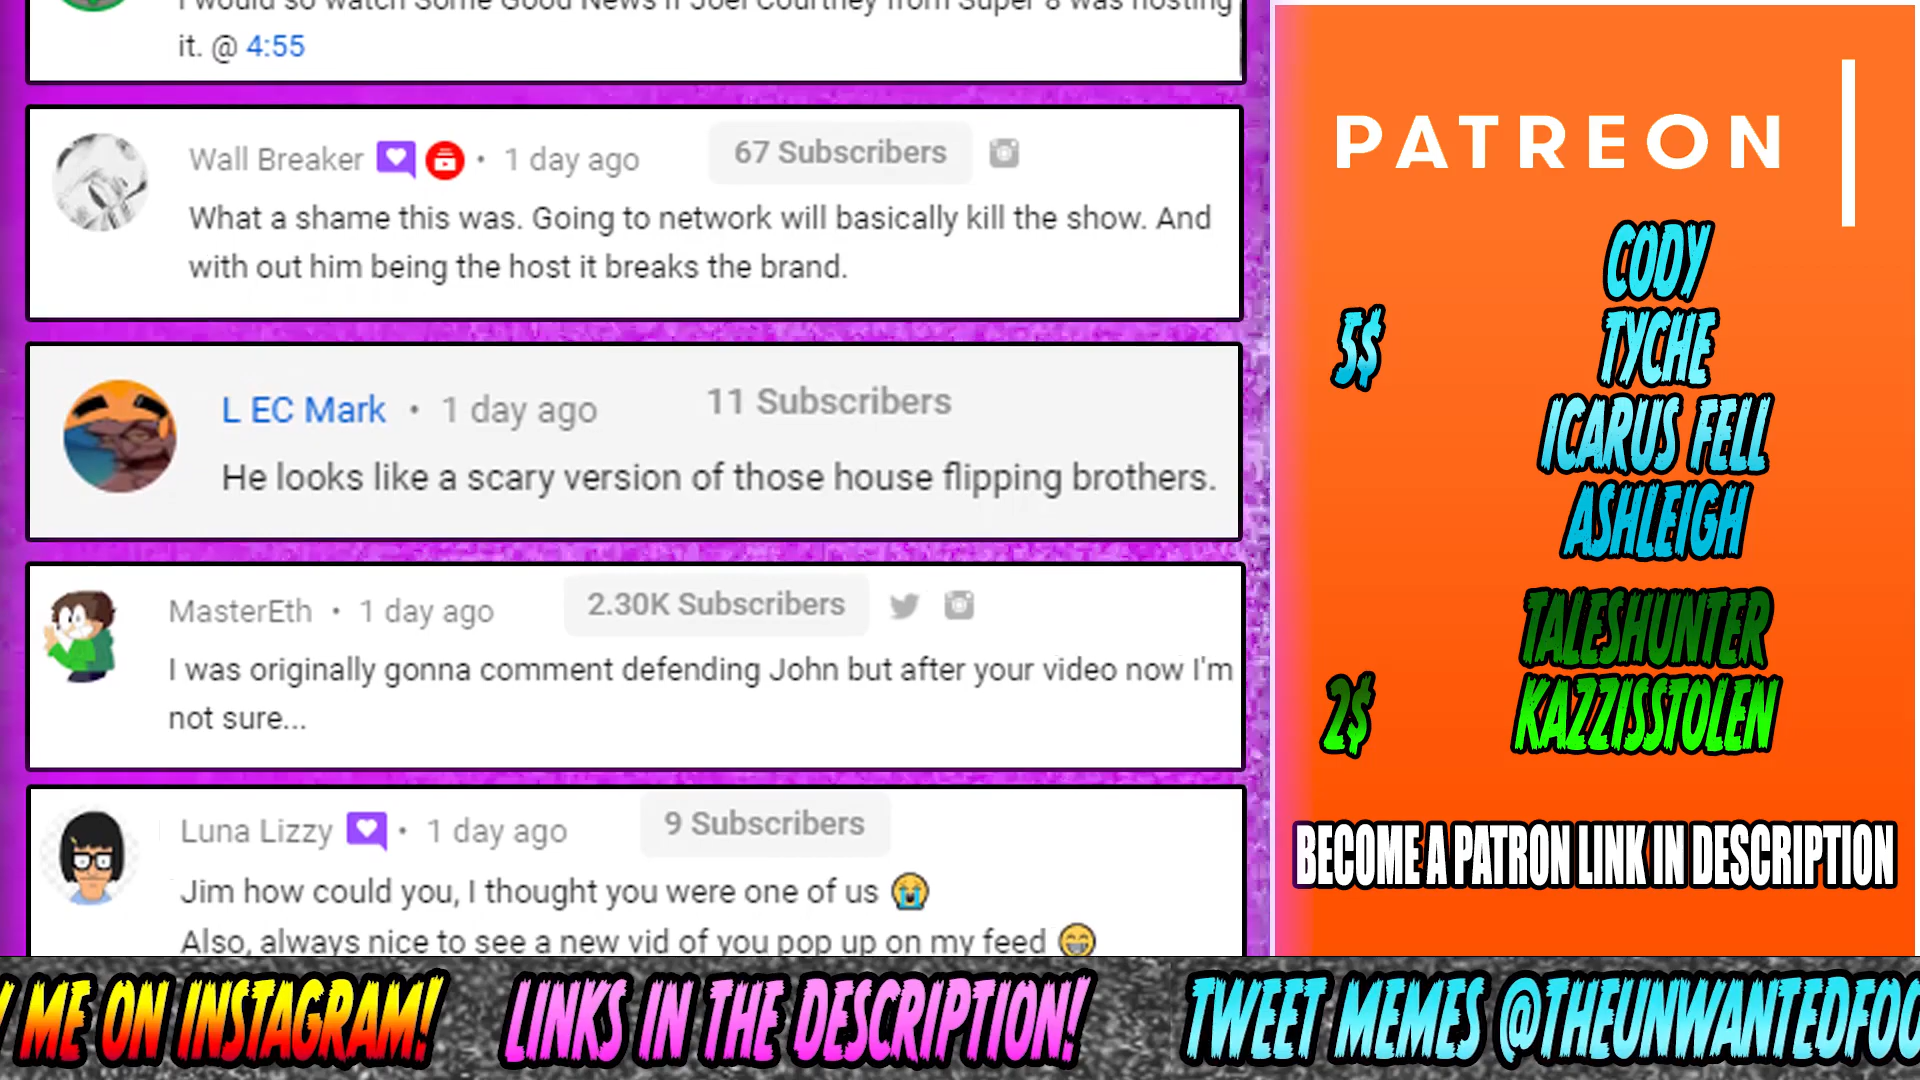 I would so watch Some Good News if Joel Courtney from Super 8 was hosting
it. @ 4:55
Wall Breaker • 1 day ago 67 Subscribers
What a shame this was. Going to network will basically kill the show. And
with out him being the host it breaks the brand.
L EC Mark • 1 day ago 11 Subscribers
He looks like a scary version of those house flipping brothers.
MasterEth • 1 day ago 2.30K Subscribers
I was originally gonna comment defending John but after your video now I'm
not sure...
Luna Lizzy • 1 day ago 9 Subscribers
Jim how could you, I thought you were one of us 😭
Also, always nice to see a new vid of you pop up on my feed 😁
PATREON
CODY
5$ TYCHE
ICARUS FELL
ASHLEIGH
TALESHUNTER
2$ KAZZISSTOLEN
BECOME A PATRON LINK IN DESCRIPTION
ME ON INSTAGRAM! LINKS IN THE DESCRIPTION! TWEET MEMES @THEUNWANTEDFOO